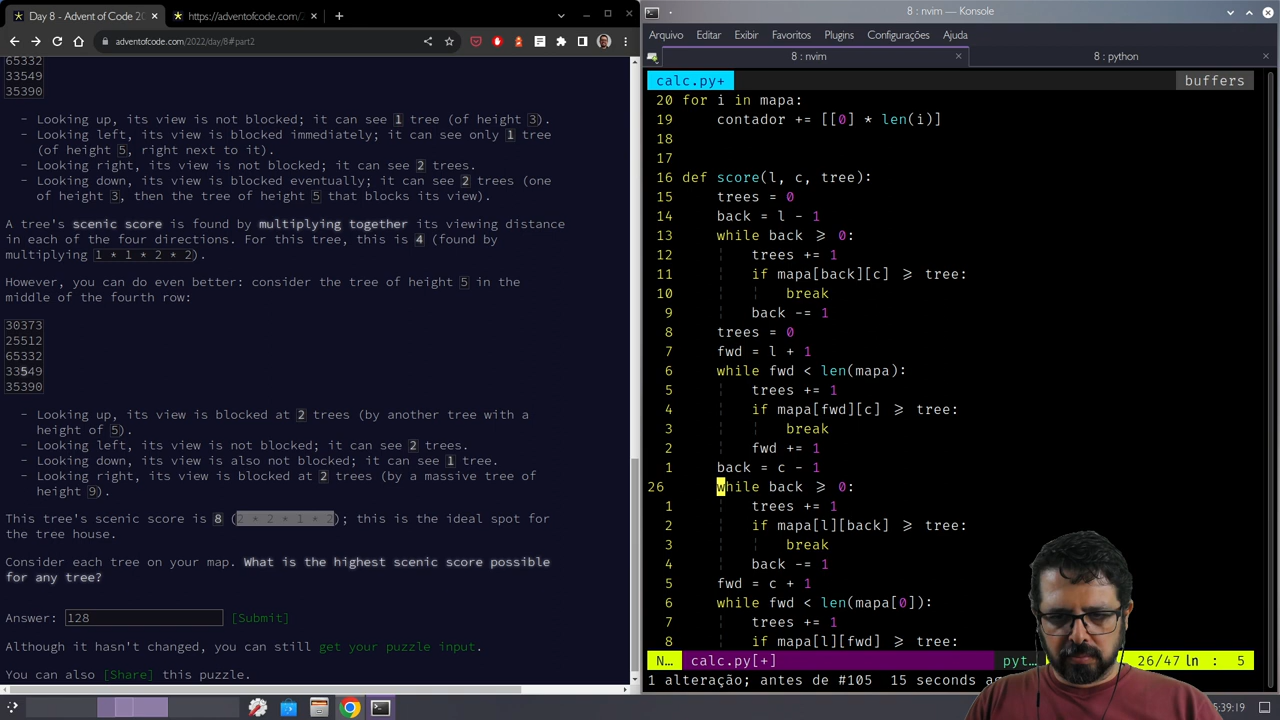 Day 8 - Advent of Code 20
https://adventofcode.com/2
adventofcode.com/2022/day/8#part2
65332
33549
35390
- Looking up, its view is not blocked; it can see 1 tree (of height 3).
- Looking left, its view is blocked immediately; it can see only 1 tree
(of height 5, right next to it).
- Looking right, its view is not blocked; it can see 2 trees.
- Looking down, its view is blocked eventually; it can see 2 trees (one
of height 3, then the tree of height 5 that blocks its view).
A tree's scenic score is found by multiplying together its viewing distance
in each of the four directions. For this tree, this is 4 (found by
multiplying 1 * 1 * 2 * 2).
However, you can do even better: consider the tree of height 5 in the
middle of the fourth row:
30373
25512
65332
33549
35390
- Looking up, its view is blocked at 2 trees (by another tree with a
height of 5).
- Looking left, its view is not blocked; it can see 2 trees.
- Looking down, its view is also not blocked; it can see 1 tree.
- Looking right, its view is blocked at 2 trees (by a massive tree of
height 9).
This tree's scenic score is 8 (2 * 2 * 1 * 2); this is the ideal spot for
the tree house.
Consider each tree on your map. What is the highest scenic score possible
for any tree?
Answer: 128 [Submit]
Although it hasn't changed, you can still get your puzzle input.
You can also [Share] this puzzle.
8 : nvim — Konsole
Arquivo Editar Exibir Favoritos Plugins Configurações Ajuda
8 : nvim
8 : python
calc.py+ buffers
20 for i in mapa:
19 contador += [[0] * len(i)]
18
17
16 def score(l, c, tree):
15 trees = 0
14 back = l - 1
13 while back >= 0:
12 trees += 1
11 if mapa[back][c] >= tree:
10 break
9 back -= 1
8 trees = 0
7 fwd = l + 1
6 while fwd < len(mapa):
5 trees += 1
4 if mapa[fwd][c] >= tree:
3 break
2 fwd += 1
1 back = c - 1
26 while back >= 0:
1 trees += 1
2 if mapa[l][back] >= tree:
3 break
4 back -= 1
5 fwd = c + 1
6 while fwd < len(mapa[0]):
7 trees += 1
8 if mapa[l][fwd] >= tree:
N… calc.py[+] pyt… 26/47 ln : 5
1 alteração; antes de #105 15 seconds ag
:39:19